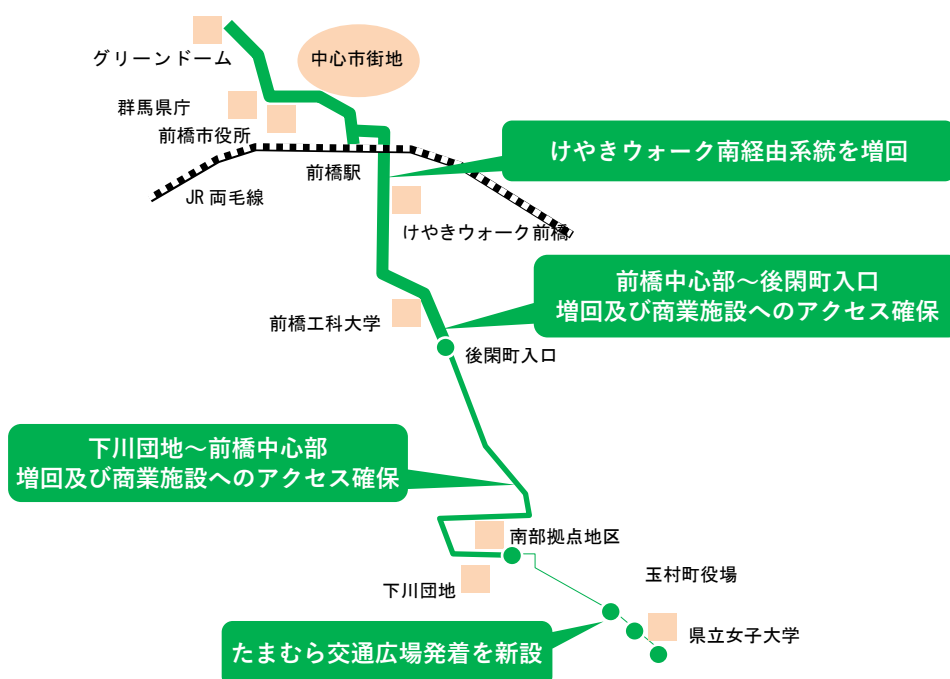 グリーンドーム
中心市街地
群馬県庁
前橋市役所
けやきウォーク南経由系統を増回
前橋駅
JR 両毛線
けやきウォーク前橋
前橋中心部～後閑町入口
増回及び商業施設へのアクセス確保
前橋工科大学
後閑町入口
下川団地～前橋中心部
増回及び商業施設へのアクセス確保
南部拠点地区
下川団地
玉村町役場
県立女子大学
たまむら交通広場発着を新設